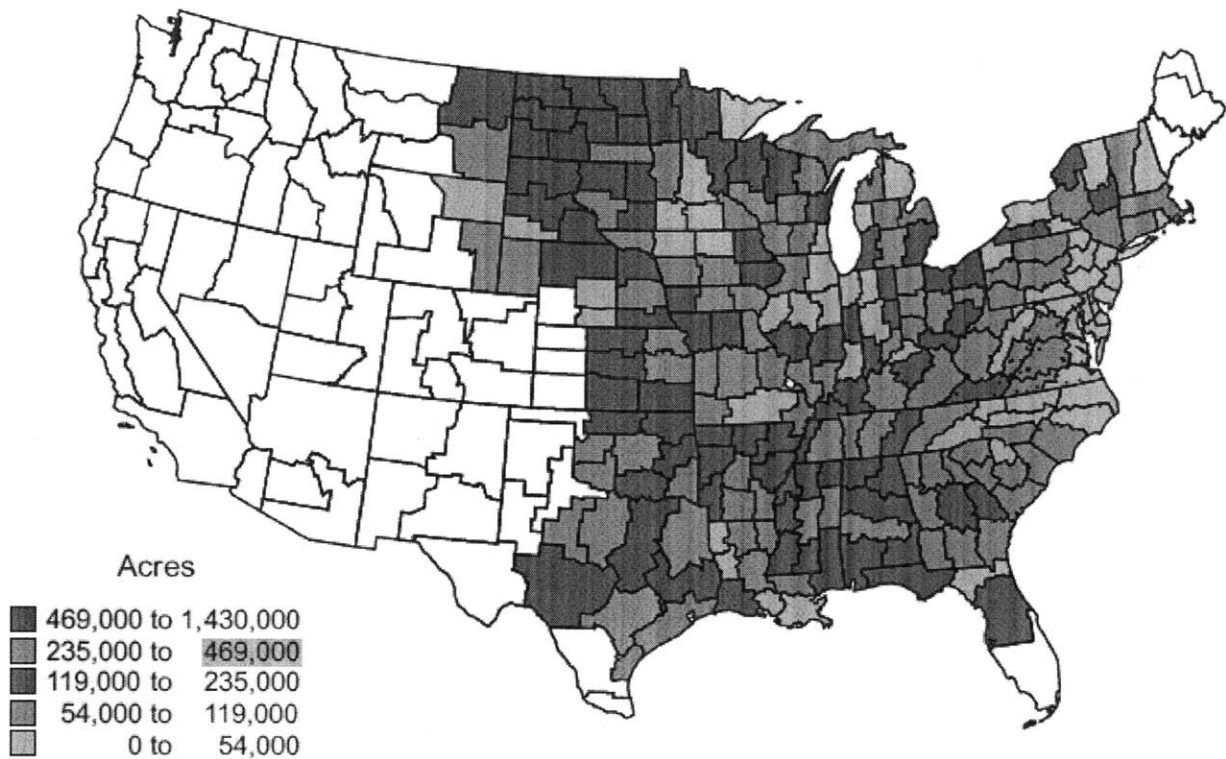 Acres
469,000 to 1,430,000
235,000 to 469,000
119,000 to 235,000
54,000 to 119,000
0 to 54,000